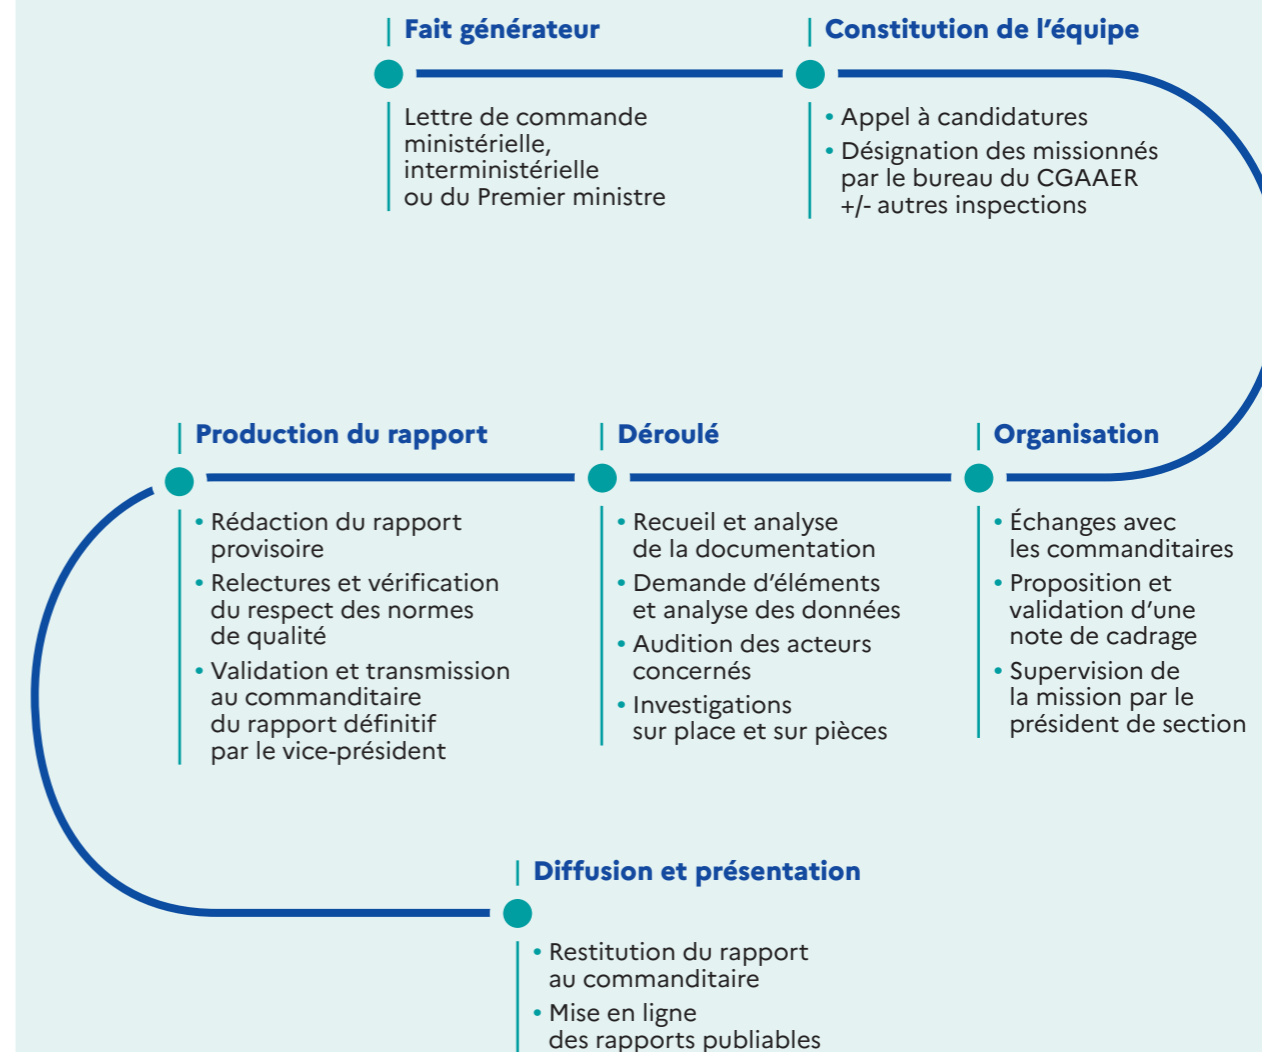 Fait générateur
Lettre de commande
ministérielle,
interministérielle
ou du Premier ministre
Constitution de l’équipe
• Appel à candidatures
• Désignation des missionnés
par le bureau du CGAAER
+/- autres inspections
Organisation
• Échanges avec
les commanditaires
• Proposition et
validation d’une
note de cadrage
• Supervision de
la mission par le
président de section
Déroulé
• Recueil et analyse
de la documentation
• Demande d’éléments
et analyse des données
• Audition des acteurs
concernés
• Investigations
sur place et sur pièces
Production du rapport
• Rédaction du rapport
provisoire
• Relectures et vérification
du respect des normes
de qualité
• Validation et transmission
au commanditaire
du rapport définitif
par le vice-président
Diffusion et présentation
• Restitution du rapport
au commanditaire
• Mise en ligne
des rapports publiables